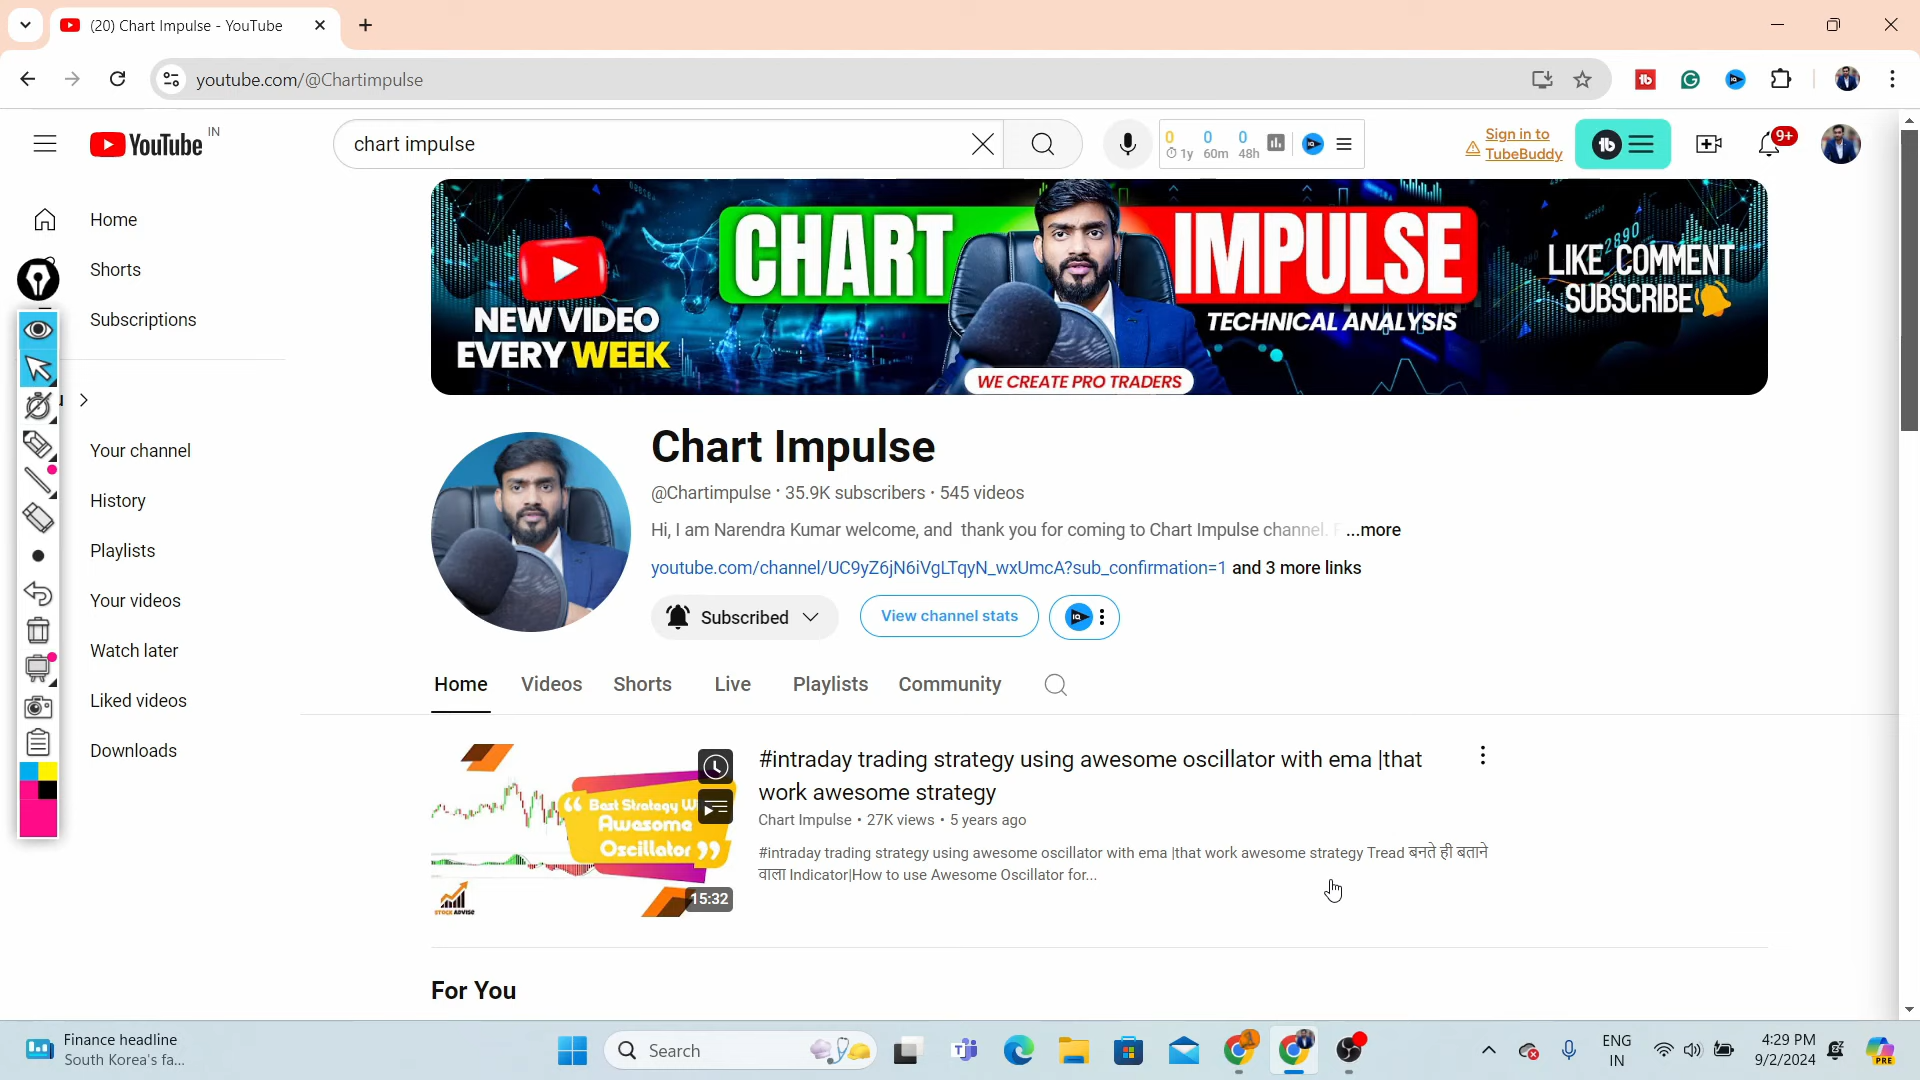 (20) Chart Impulse - YouTube
youtube.com/@Chartimpulse
YouTube IN
chart impulse
0 0 0
1y 60m 48h
Sign in to
TubeBuddy
9+
Home
Shorts
Subscriptions
Your channel
History
Playlists
Your videos
Watch later
Liked videos
Downloads
NEW VIDEO
EVERY WEEK
CHART IMPULSE
TECHNICAL ANALYSIS
WE CREATE PRO TRADERS
LIKE COMMENT
SUBSCRIBE
Chart Impulse
@Chartimpulse · 35.9K subscribers · 545 videos
Hi, I am Narendra Kumar welcome, and thank you for coming to Chart Impulse channel. ...more
youtube.com/channel/UC9yZ6jN6iVgLTqyN_wxUmcA?sub_confirmation=1 and 3 more links
Subscribed
View channel stats
Home Videos Shorts Live Playlists Community
“ Best Strategy
Awesome
Oscillator ”
STOCK ADVISE
15:32
#intraday trading strategy using awesome oscillator with ema |that
work awesome strategy
Chart Impulse • 27K views • 5 years ago
#intraday trading strategy using awesome oscillator with ema |that work awesome strategy Tread बनते ही बताने
वाला Indicator|How to use Awesome Oscillator for...
For You
Finance headline
South Korea's fa...
Search
ENG
IN
4:29 PM
9/2/2024
PRE